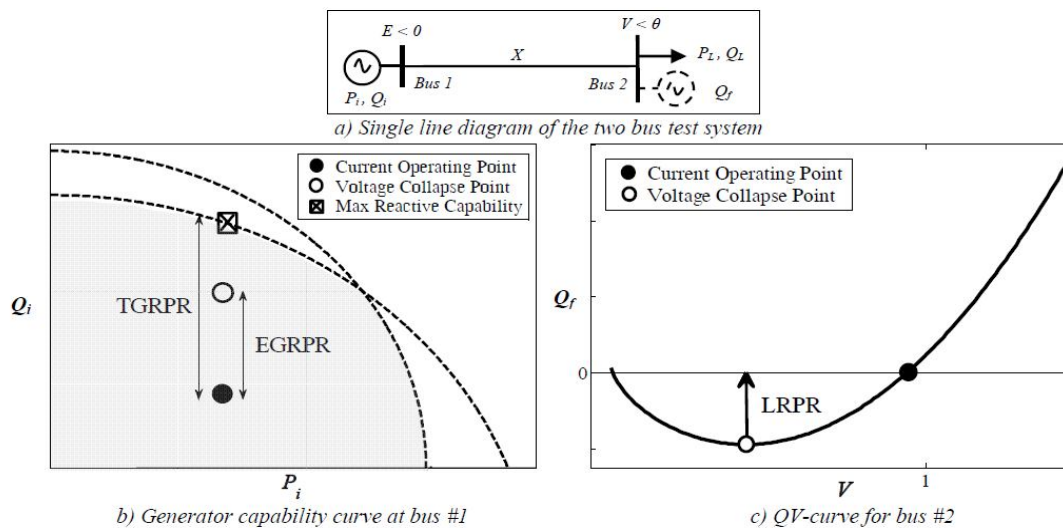 E < 0
V < θ
X
P_L, Q_L
Bus 1
Bus 2
Q_f
P_i, Q_i
a) Single line diagram of the two bus test system
Current Operating Point
Voltage Collapse Point
Max Reactive Capability
Q_i
TGRPR
EGRPR
P_i
b) Generator capability curve at bus #1
Current Operating Point
Voltage Collapse Point
Q_f
0
LRPR
V
1
c) QV-curve for bus #2